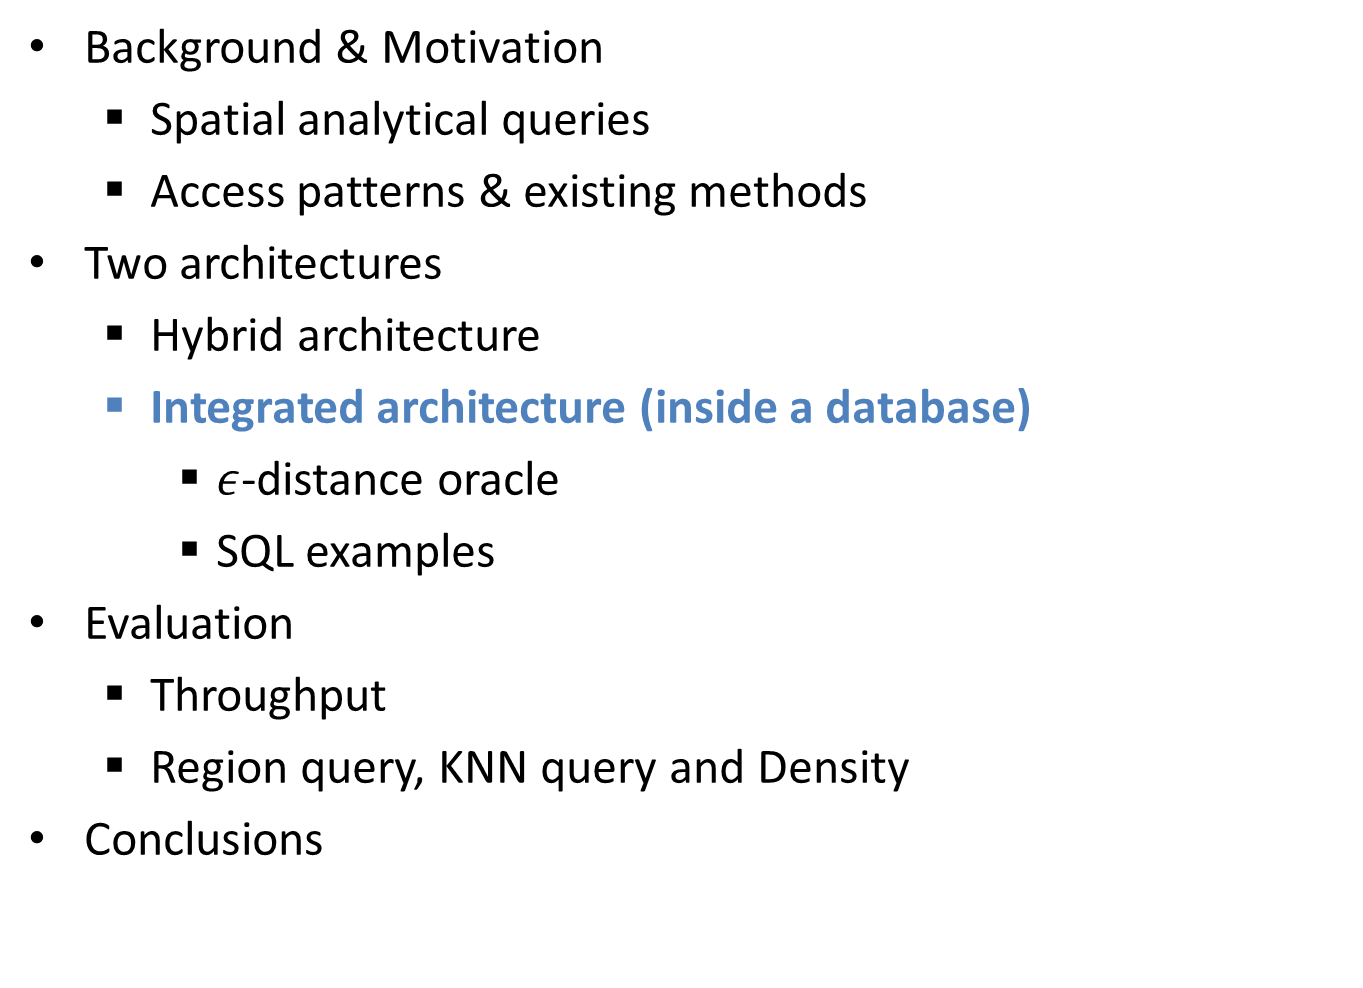 • Background & Motivation
▪ Spatial analytical queries
▪ Access patterns & existing methods
• Two architectures
▪ Hybrid architecture
▪ Integrated architecture (inside a database)
▪ ϵ-distance oracle
▪ SQL examples
• Evaluation
▪ Throughput
▪ Region query, KNN query and Density
• Conclusions